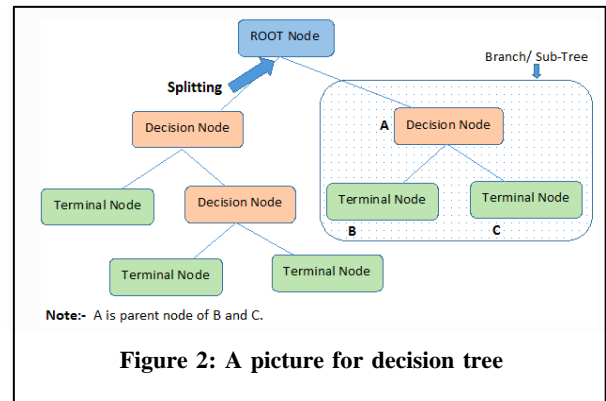 ROOT Node
Branch/ Sub-Tree
Splitting
Decision Node
A
Decision Node
Terminal Node
Decision Node
Terminal Node
Terminal Node
B
C
Terminal Node
Terminal Node
Note:- A is parent node of B and C.
Figure 2: A picture for decision tree